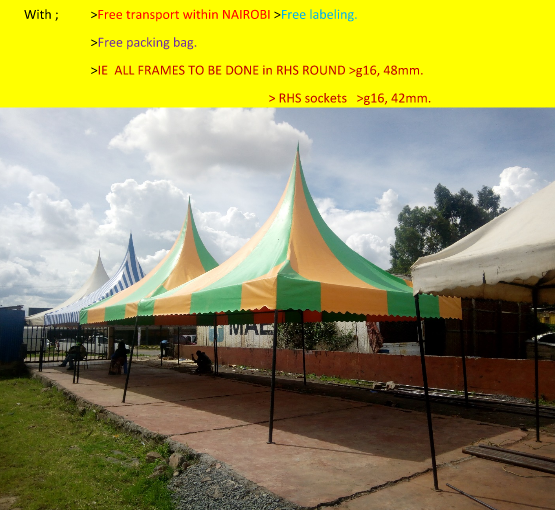 With ; >Free transport within NAIROBI >Free labeling.
>Free packing bag.
>IE ALL FRAMES TO BE DONE in RHS ROUND >g16, 48mm.
> RHS sockets >g16, 42mm.